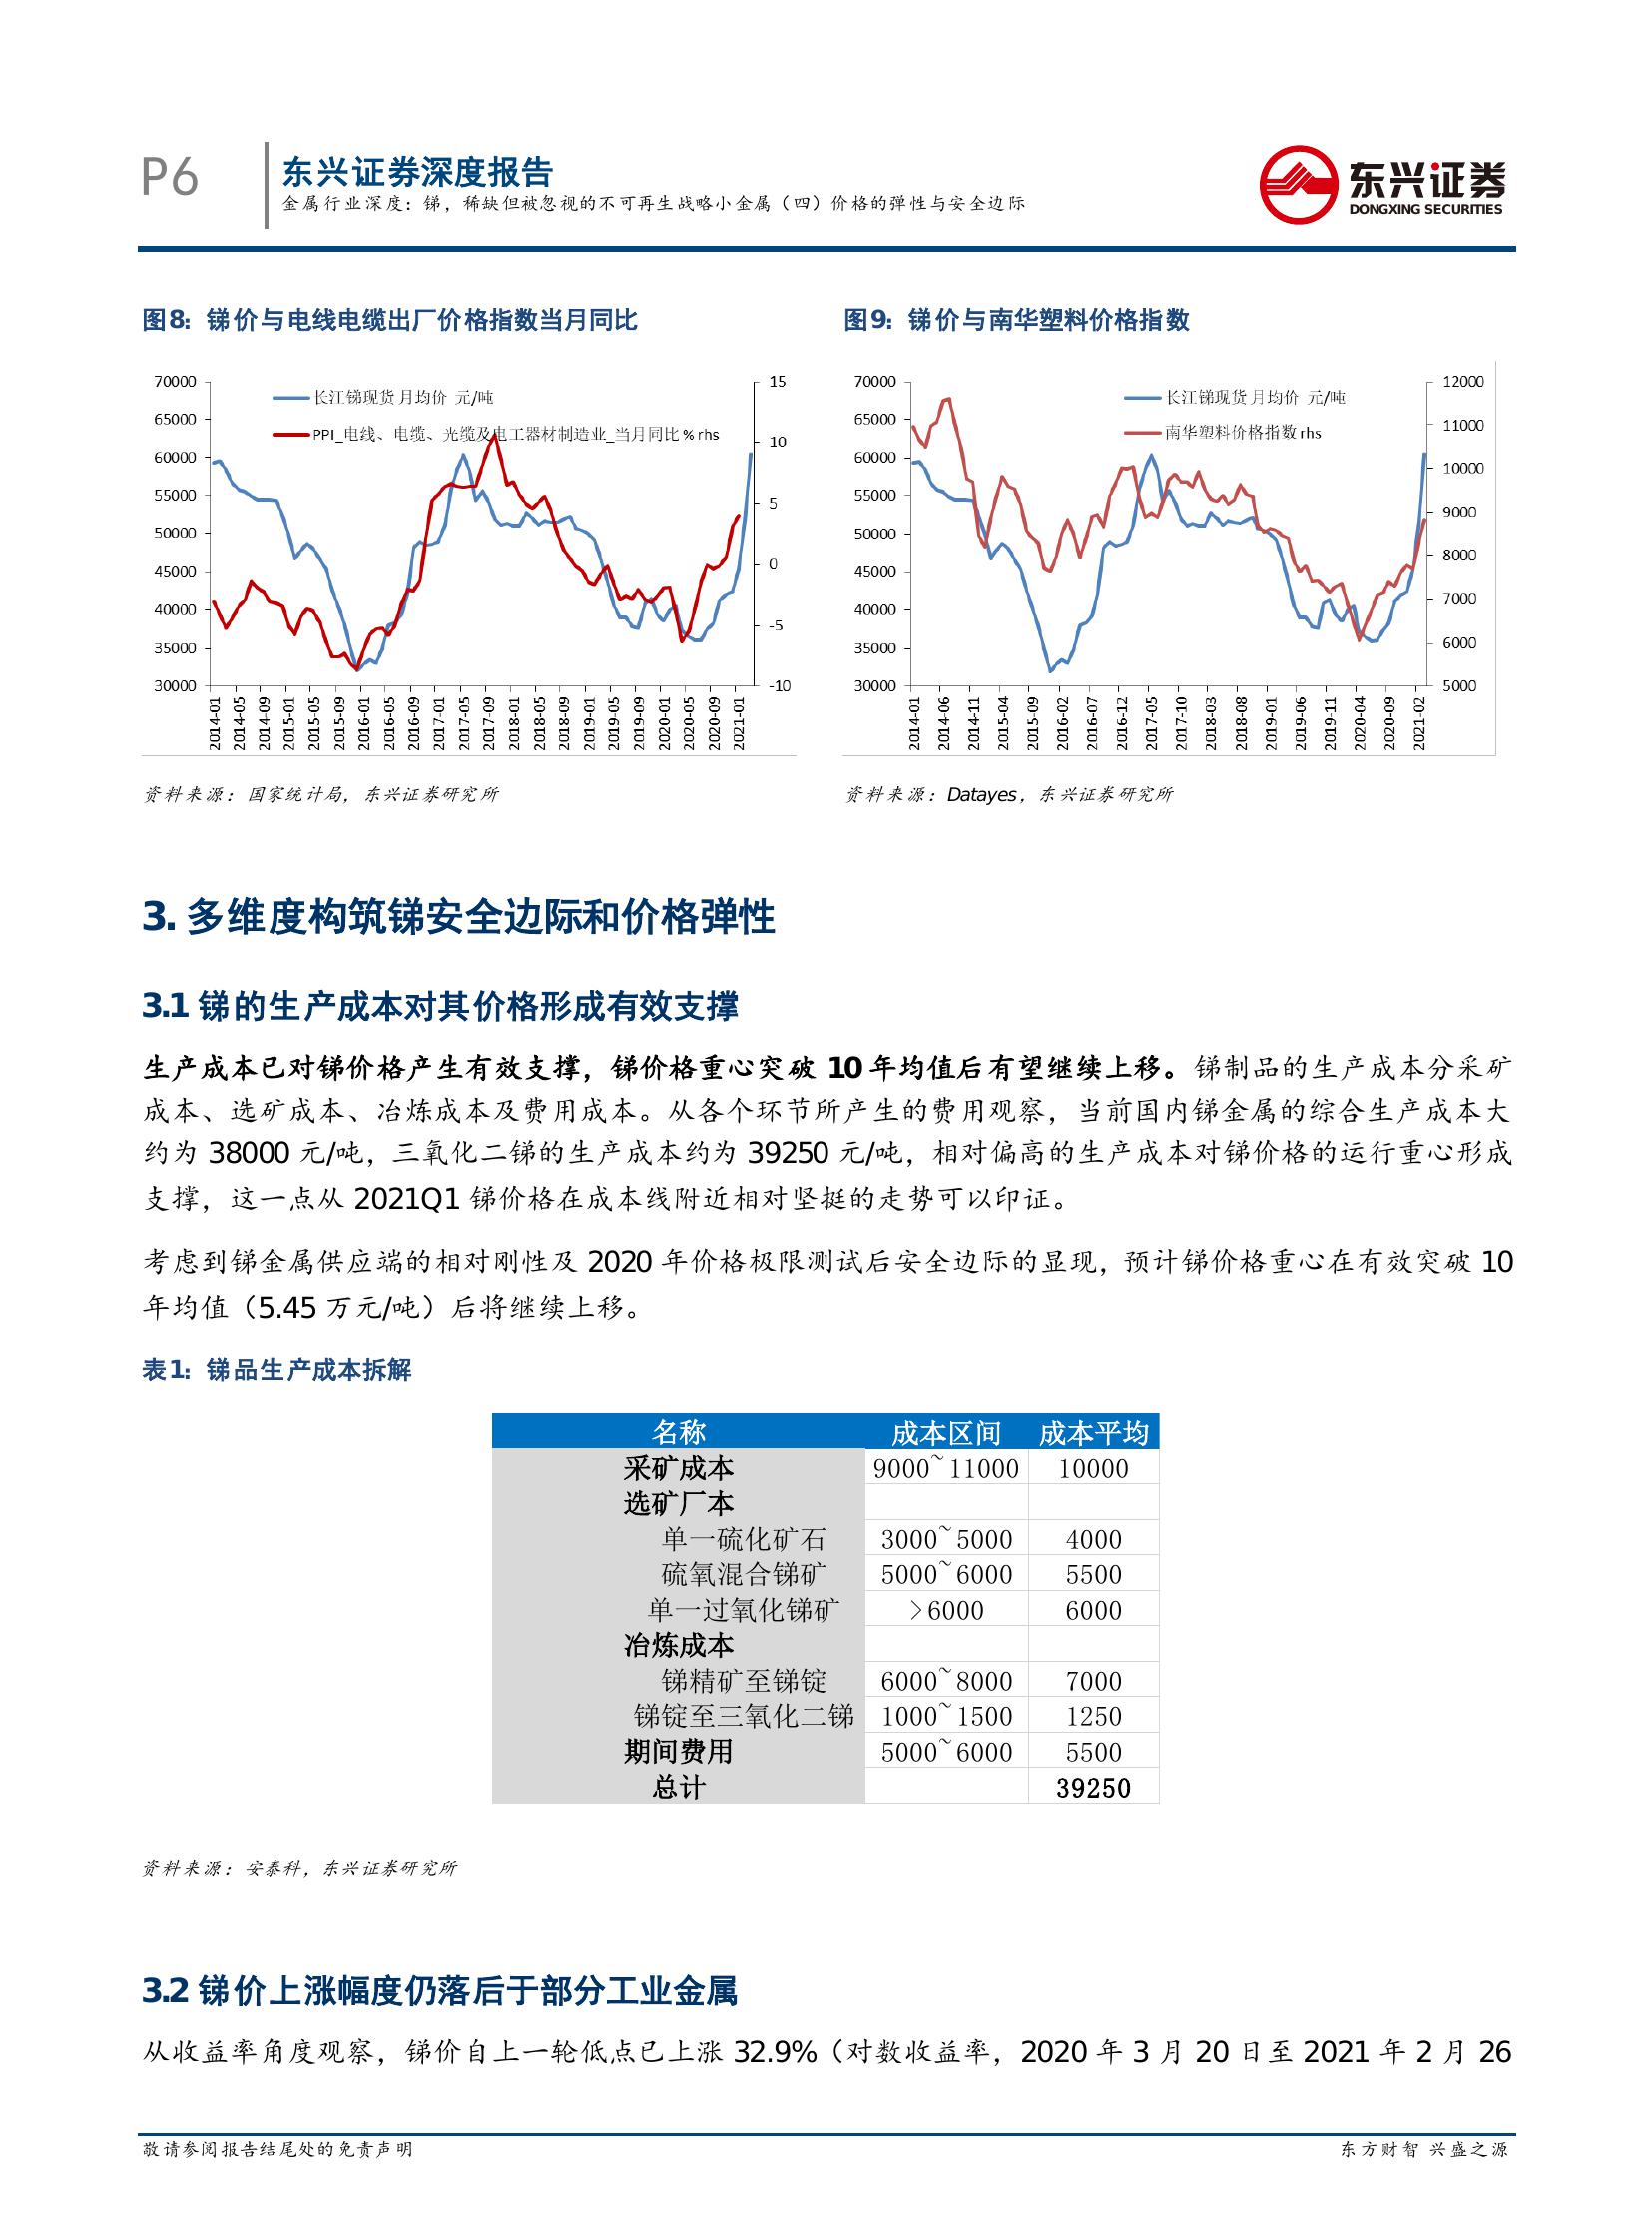 P6
东兴证券深度报告
金属行业深度：锑，稀缺但被忽视的不可再生战略小金属（四）价格的弹性与安全边际
东兴证券
DONGXING SECURITIES
图8：锑价与电线电缆出厂价格指数当月同比
70000
65000
60000
55000
50000
45000
40000
35000
30000
15
10
5
0
-5
-10
长江锑现货 月均价 元/吨
PPI_电线、电缆、光缆及电工器材制造业_当月同比 % rhs
2014-01
2014-05
2014-09
2015-01
2015-05
2015-09
2016-01
2016-05
2016-09
2017-01
2017-05
2017-09
2018-01
2018-05
2018-09
2019-01
2019-05
2019-09
2020-01
2020-05
2020-09
2021-01
资料来源：国家统计局，东兴证券研究所
图9：锑价与南华塑料价格指数
70000
65000
60000
55000
50000
45000
40000
35000
30000
12000
11000
10000
9000
8000
7000
6000
5000
长江锑现货 月均价 元/吨
南华塑料价格指数 rhs
2014-01
2014-06
2014-11
2015-04
2015-09
2016-02
2016-07
2016-12
2017-05
2017-10
2018-03
2018-08
2019-01
2019-06
2019-11
2020-04
2020-09
2021-02
资料来源：Datayes，东兴证券研究所
3. 多维度构筑锑安全边际和价格弹性
3.1 锑的生产成本对其价格形成有效支撑
生产成本已对锑价格产生有效支撑，锑价格重心突破 10 年均值后有望继续上移。锑制品的生产成本分采矿
成本、选矿成本、冶炼成本及费用成本。从各个环节所产生的费用观察，当前国内锑金属的综合生产成本大
约为 38000 元/吨，三氧化二锑的生产成本约为 39250 元/吨，相对偏高的生产成本对锑价格的运行重心形成
支撑，这一点从 2021Q1 锑价格在成本线附近相对坚挺的走势可以印证。
考虑到锑金属供应端的相对刚性及 2020 年价格极限测试后安全边际的显现，预计锑价格重心在有效突破 10
年均值（5.45 万元/吨）后将继续上移。
表1：锑品生产成本拆解
名称 成本区间 成本平均
采矿成本 9000~11000 10000
选矿厂本
单一硫化矿石 3000~5000 4000
硫氧混合锑矿 5000~6000 5500
单一过氧化锑矿 >6000 6000
冶炼成本
锑精矿至锑锭 6000~8000 7000
锑锭至三氧化二锑 1000~1500 1250
期间费用 5000~6000 5500
总计 39250
资料来源：安泰科，东兴证券研究所
3.2 锑价上涨幅度仍落后于部分工业金属
从收益率角度观察，锑价自上一轮低点已上涨 32.9%（对数收益率，2020 年 3 月 20 日至 2021 年 2 月 26
敬请参阅报告结尾处的免责声明
东方财智 兴盛之源